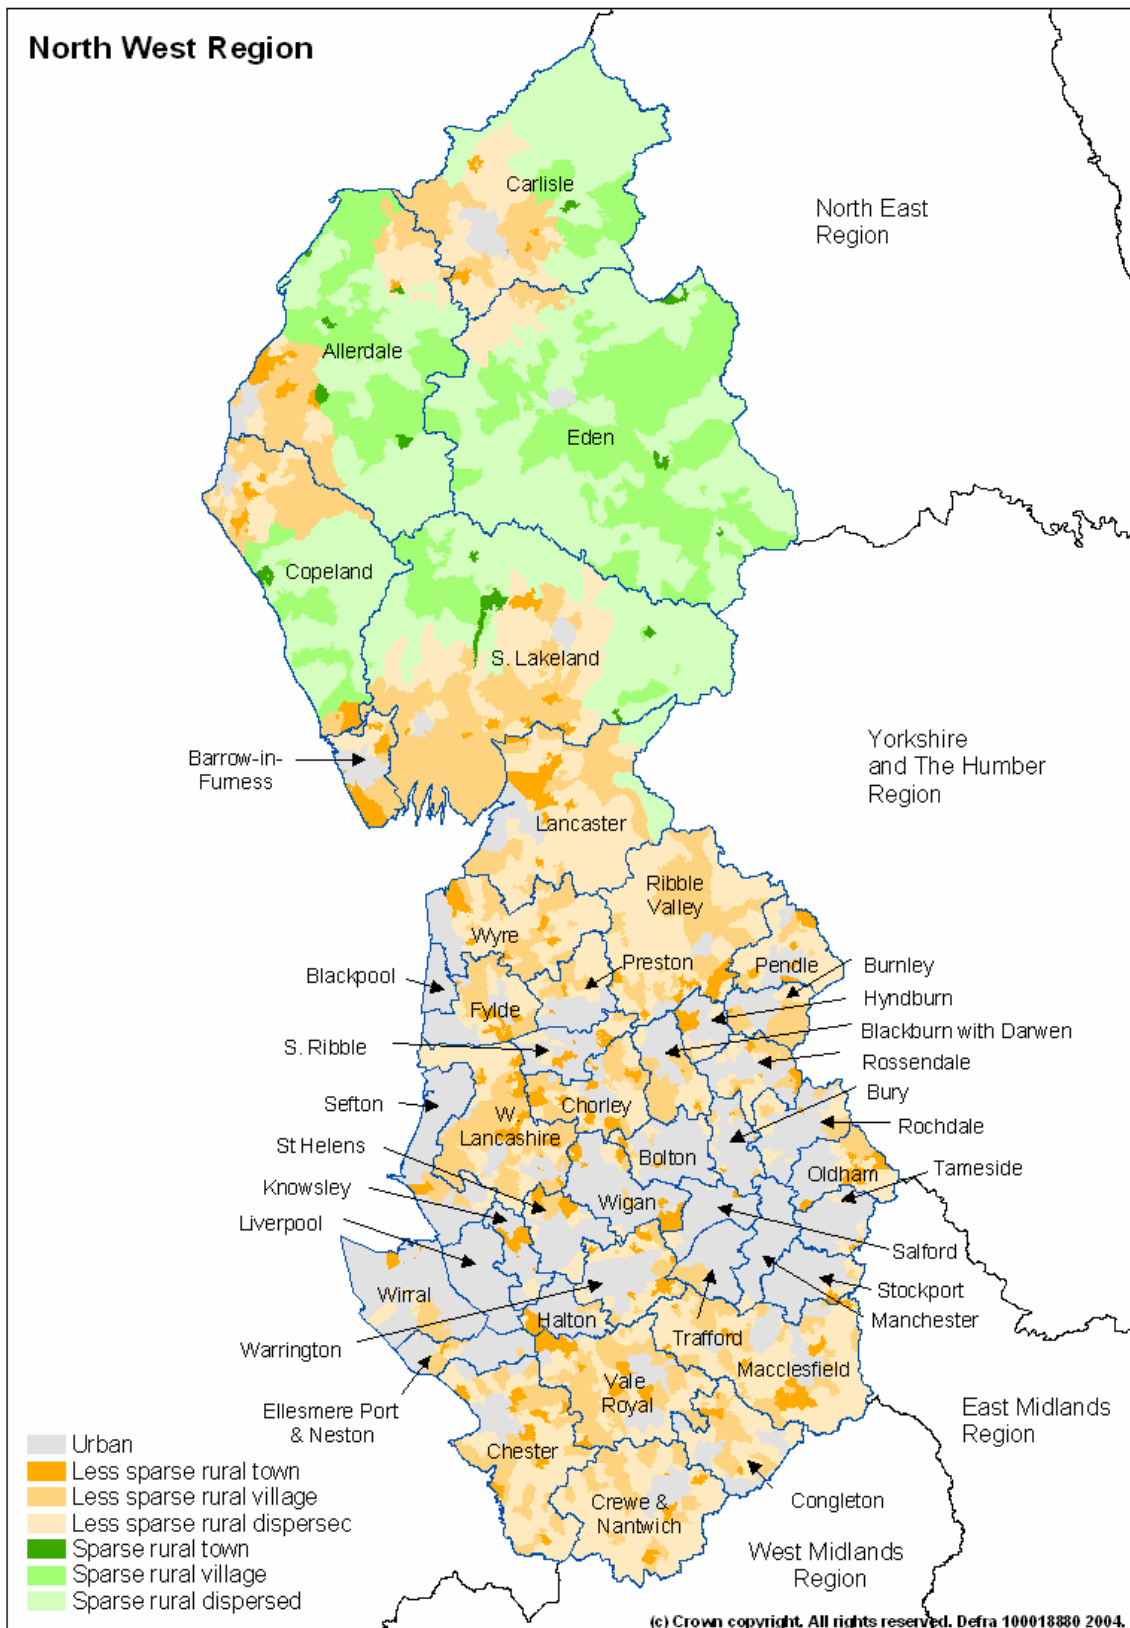 North West Region
Carlisle
North East
Region
Allerdale
Eden
Copeland
S. Lakeland
Barrow-in-
Furness
Yorkshire
and The Humber
Region
Lancaster
Ribble
Valley
Wyre
Preston
Pendle
Burnley
Blackpool
Hyndburn
Fylde
Blackburn with Darwen
S. Ribble
Rossendale
Bury
Sefton
Chorley
W.
Lancashire
Rochdale
St Helens
Bolton
Oldham
Tameside
Knowsley
Wigan
Liverpool
Salford
Stockport
Wirral
Halton
Manchester
Trafford
Warrington
Macclesfield
Vale
Royal
Ellesmere Port
& Neston
East Midlands
Region
Chester
Congleton
Crewe &
Nantwich
West Midlands
Region
Urban
Less sparse rural town
Less sparse rural village
Less sparse rural dispersec
Sparse rural town
Sparse rural village
Sparse rural dispersed
(c) Crown copyright. All rights reserved. Defra 100018880 2004.